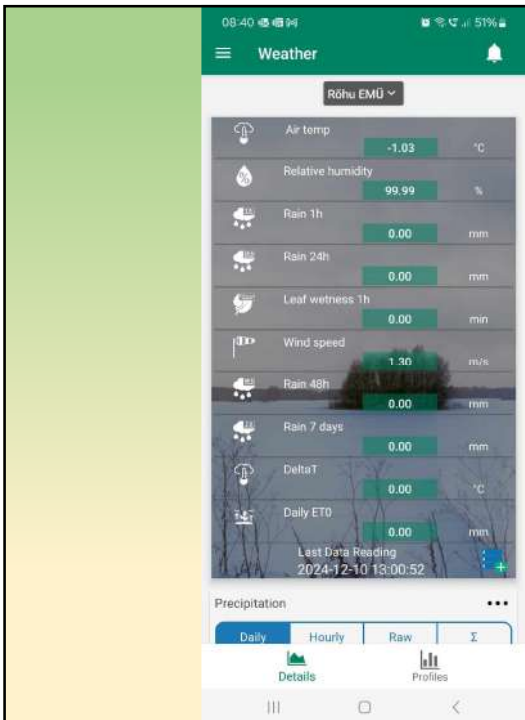 08:40 51%
Weather
Rõhu EMÜ
Air temp
-1.03 °C
Relative humidity
99.99 %
Rain 1h
0.00 mm
Rain 24h
0.00 mm
Leaf wetness 1h
0.00 min
Wind speed
1.30 m/s
Rain 48h
0.00 mm
Rain 7 days
0.00 mm
DeltaT
0.00 °C
Daily ET0
0.00 mm
Last Data Reading
2024-12-10 13:00:52
Precipitation
Daily Hourly Raw Σ
Details Profiles